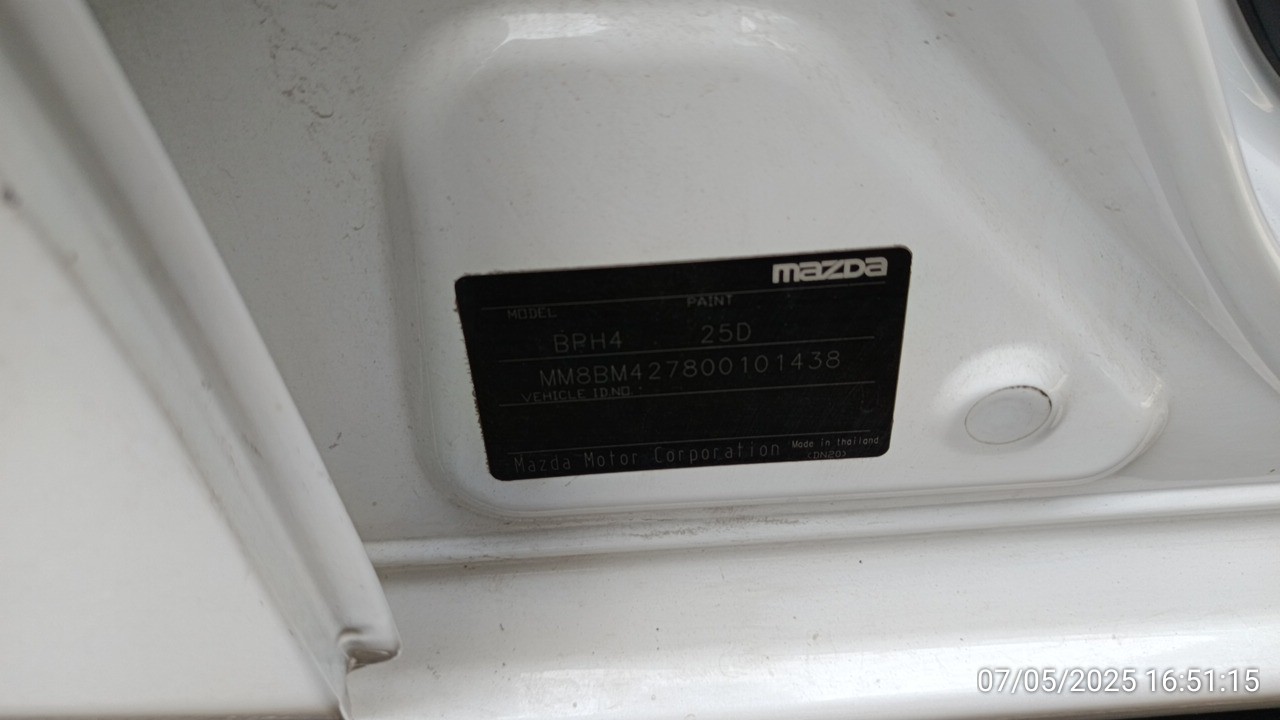 mazda
MODEL PAINT
BPH4 25D
MM8BM427800101438
VEHICLE ID.NO.
Mazda Motor Corporation Made in thailand
(DN20)
07/05/2025 16:51:15